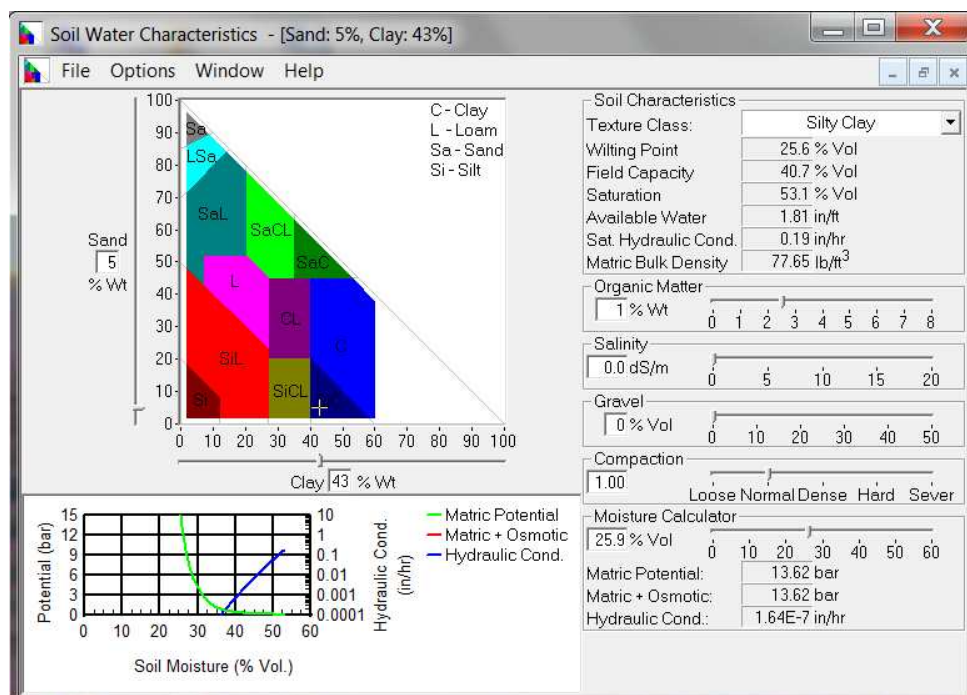 Soil Water Characteristics - [Sand: 5%, Clay: 43%]
File Options Window Help
100
90
80
70
60
50
40
30
20
10
0
Sand
5
% Wt
C - Clay
L - Loam
Sa - Sand
Si - Silt
Sa
LSa
SaL
SaCL
SaC
L
CL
C
SiL
SiCL
Si
0 10 20 30 40 50 60 70 80 90 100
Clay 43 % Wt
Soil Characteristics
Texture Class: Silty Clay
Wilting Point 25.6 % Vol
Field Capacity 40.7 % Vol
Saturation 53.1 % Vol
Available Water 1.81 in/ft
Sat. Hydraulic Cond. 0.19 in/hr
Matric Bulk Density 77.65 lb/ft³
Organic Matter
1 % Wt
0 1 2 3 4 5 6 7 8
Salinity
0.0 dS/m
0 5 10 15 20
Gravel
0 % Vol
0 10 20 30 40 50
Compaction
1.00
Loose Normal Dense Hard Sever
Moisture Calculator
25.9 % Vol
0 10 20 30 40 50 60
Matric Potential: 13.62 bar
Matric + Osmotic: 13.62 bar
Hydraulic Cond.: 1.64E-7 in/hr
Potential (bar)
15
12
9
6
3
0
10
1
0.1
0.01
0.001
0.0001
Hydraulic Cond.
(in/hr)
Matric Potential
Matric + Osmotic
Hydraulic Cond.
0 10 20 30 40 50 60
Soil Moisture (% Vol.)